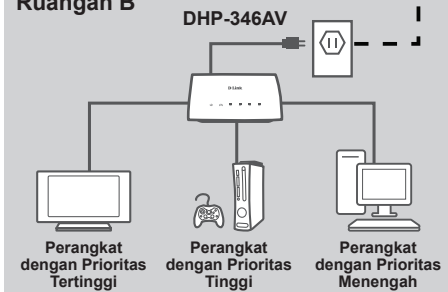 Ruangan B
DHP-346AV
D-Link
Perangkat
dengan Prioritas
Tertinggi
Perangkat
dengan Prioritas
Tinggi
Perangkat
dengan Prioritas
Menengah